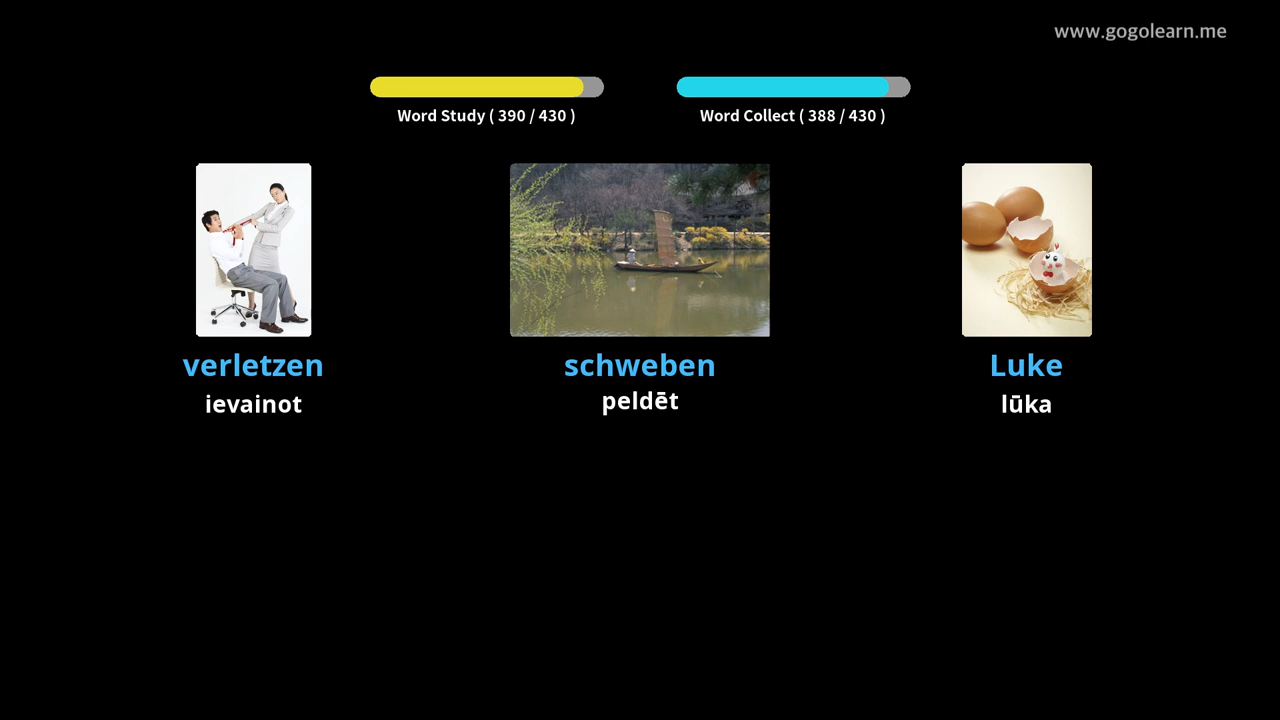 www.gogolearn.me
Word Study ( 390 / 430 )
Word Collect ( 388 / 430 )
verletzen
ievainot
schweben
peldēt
Luke
lūka